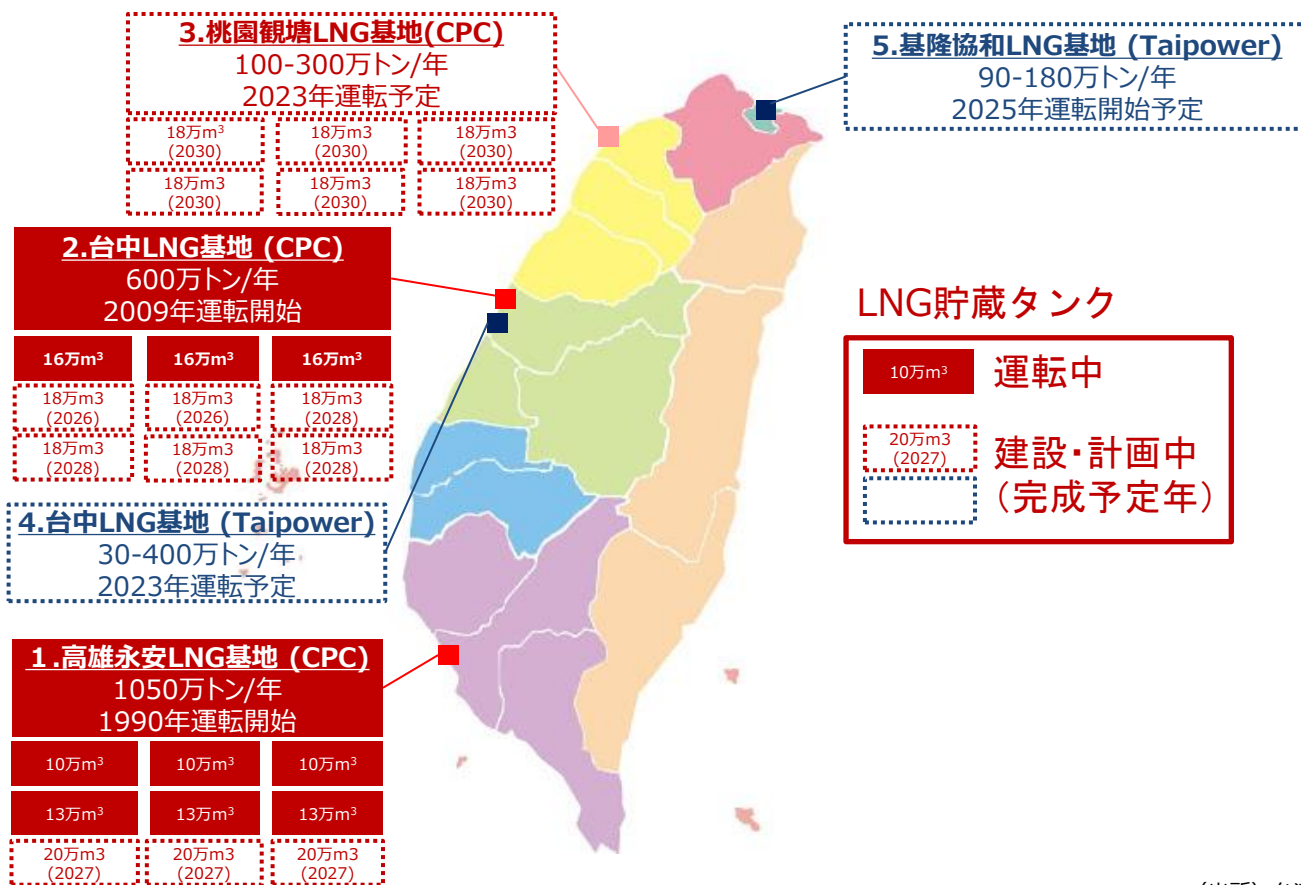 3.桃園観塘LNG基地(CPC)
100-300万トン/年
2023年運転予定
18万m³ 18万m3 18万m3
(2030) (2030) (2030)
18万m3 18万m3 18万m3
(2030) (2030) (2030)
5.基隆協和LNG基地 (Taipower)
90-180万トン/年
2025年運転開始予定
2.台中LNG基地 (CPC)
600万トン/年
2009年運転開始
16万m³ 16万m³ 16万m³
18万m3 18万m3 18万m3
(2026) (2026) (2028)
18万m3 18万m3 18万m3
(2028) (2028) (2028)
4.台中LNG基地 (Taipower)
30-400万トン/年
2023年運転予定
1.高雄永安LNG基地 (CPC)
1050万トン/年
1990年運転開始
10万m³ 10万m³ 10万m³
13万m³ 13万m³ 13万m³
20万m3 20万m3 20万m3
(2027) (2027) (2027)
LNG貯蔵タンク
10万m³ 運転中
20万m3
(2027)
建設・計画中
(完成予定年)